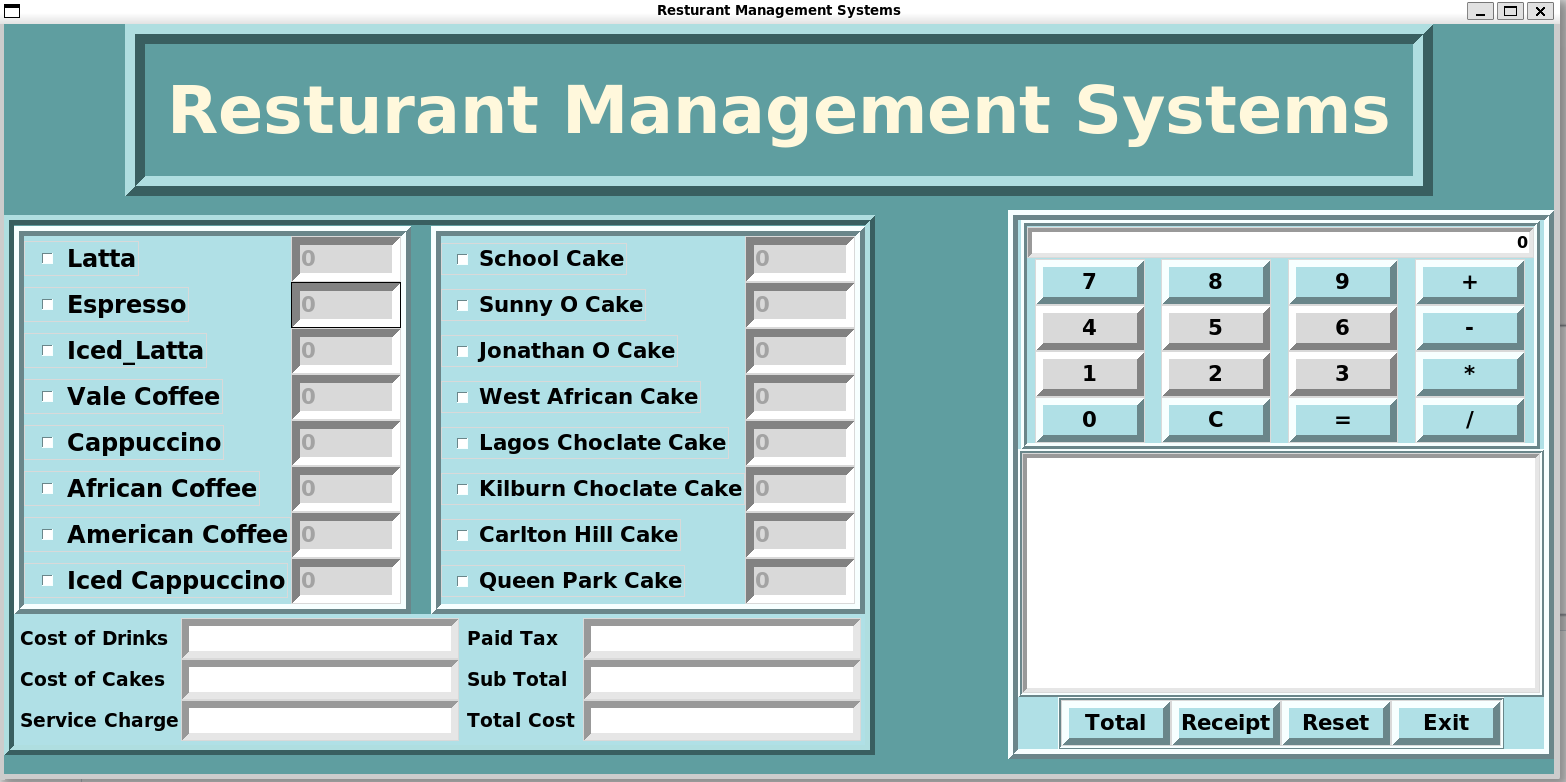 Resturant Management Systems
Resturant Management Systems
Latta 0
Espresso 0
Iced_Latta 0
Vale Coffee 0
Cappuccino 0
African Coffee 0
American Coffee 0
Iced Cappuccino 0
School Cake 0
Sunny O Cake 0
Jonathan O Cake 0
West African Cake 0
Lagos Choclate Cake 0
Kilburn Choclate Cake 0
Carlton Hill Cake 0
Queen Park Cake 0
Cost of Drinks Paid Tax
Cost of Cakes Sub Total
Service Charge Total Cost
0
7 8 9 +
4 5 6 -
1 2 3 *
0 C = /
Total Receipt Reset Exit